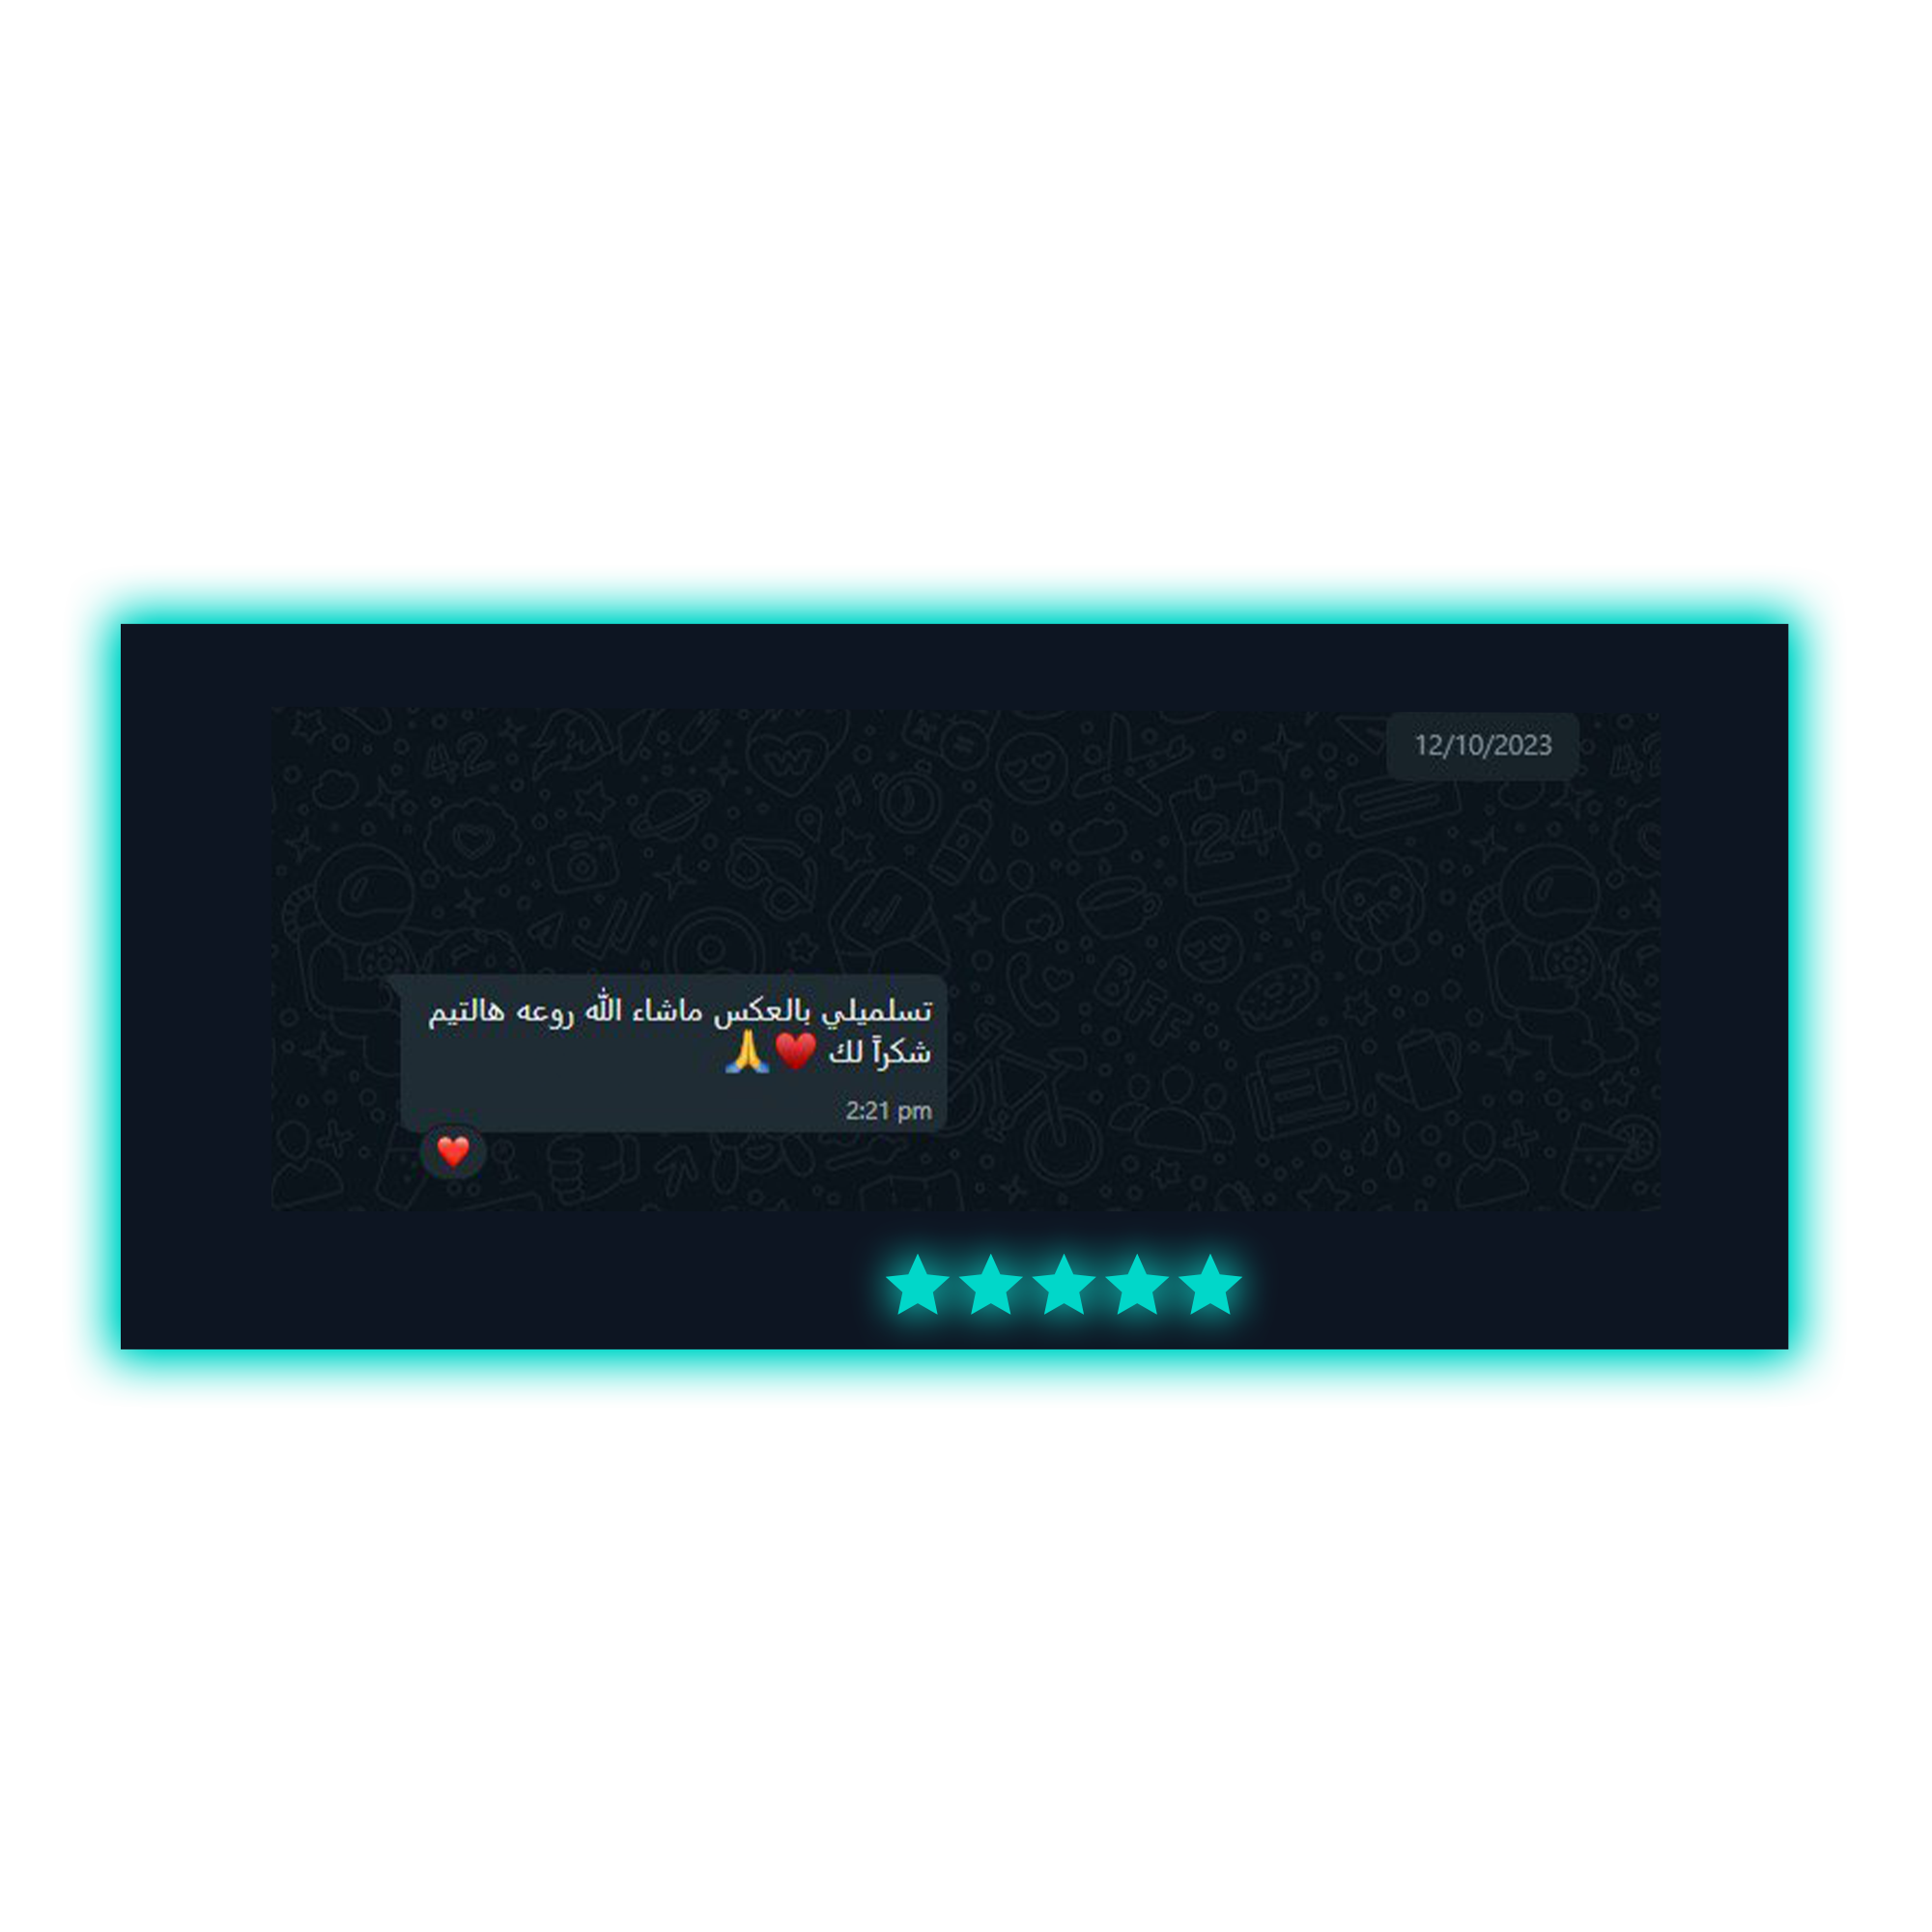 12/10/2023
تسلميلي بالعكس ماشاء الله روعه هالتيم
شكراً لك ♥️🙏
2:21 pm
❤️